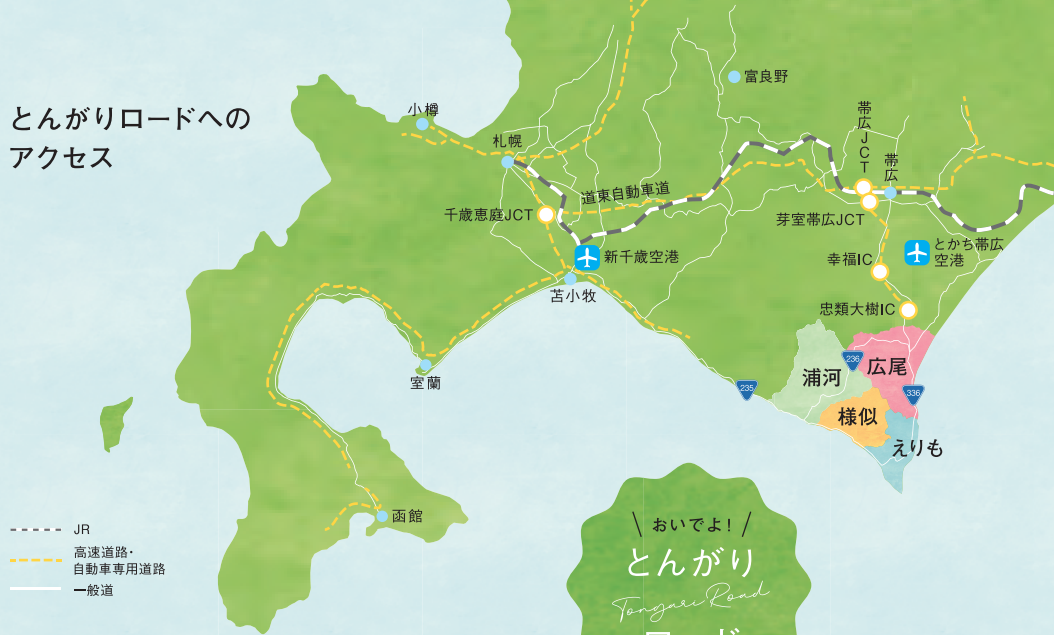 とんがりロードへの
アクセス
小樽
札幌
富良野
帯広JCT
帯広
道東自動車道
千歳恵庭JCT
芽室帯広JCT
新千歳空港
とかち帯広
空港
幸福IC
苫小牧
忠類大樹IC
室蘭
236
広尾
浦河
235
336
様似
えりも
函館
JR
高速道路・
自動車専用道路
一般道
\ おいでよ! /
とんがり
Tongari Road